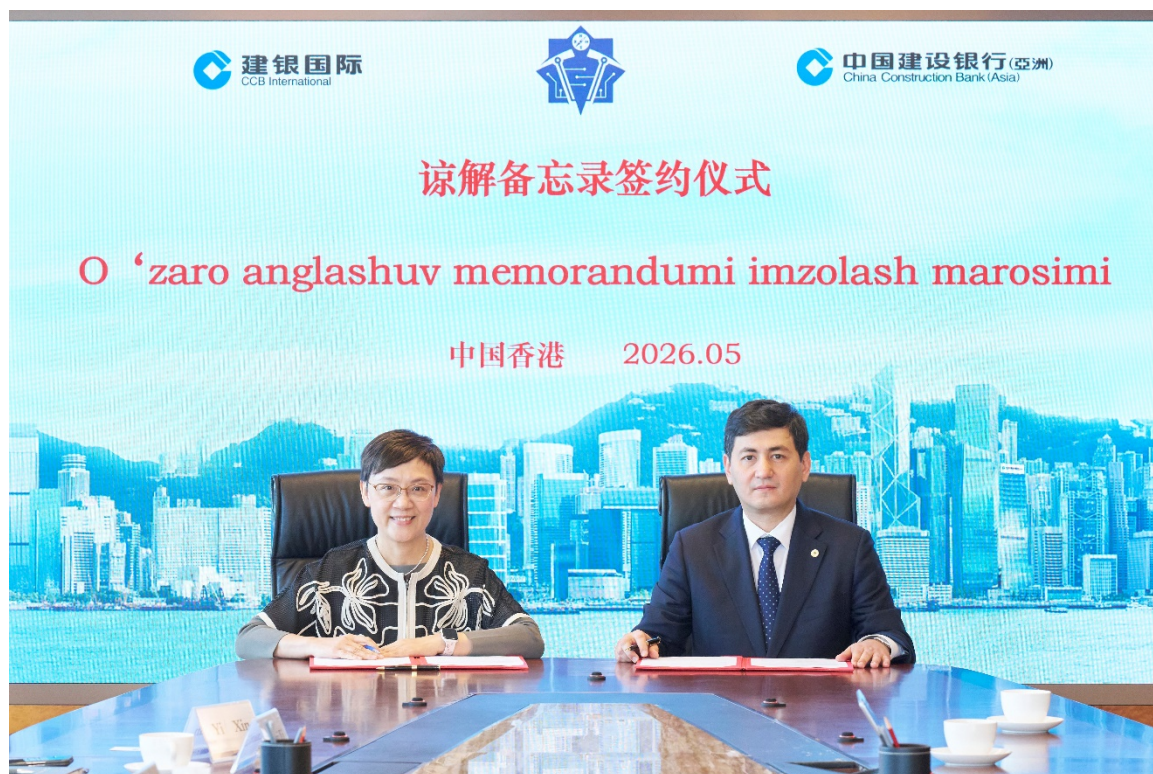 建银国际
CCB International
中国建设银行(亞洲)
China Construction Bank (Asia)
谅解备忘录签约仪式
O ‘zaro anglashuv memorandumi imzolash marosimi
中国香港 2026.05
Yi Xin